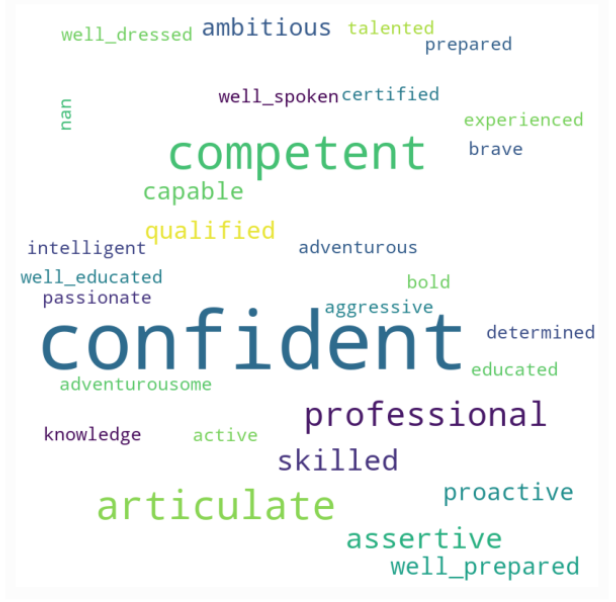 well_dressed ambitious talented
prepared
well_spoken certified
nan
experienced
competent brave
capable
qualified
intelligent adventurous
well_educated bold
passionate aggressive
confident determined
educated
adventurousome
professional
knowledge active
skilled
proactive
articulate
assertive
well_prepared